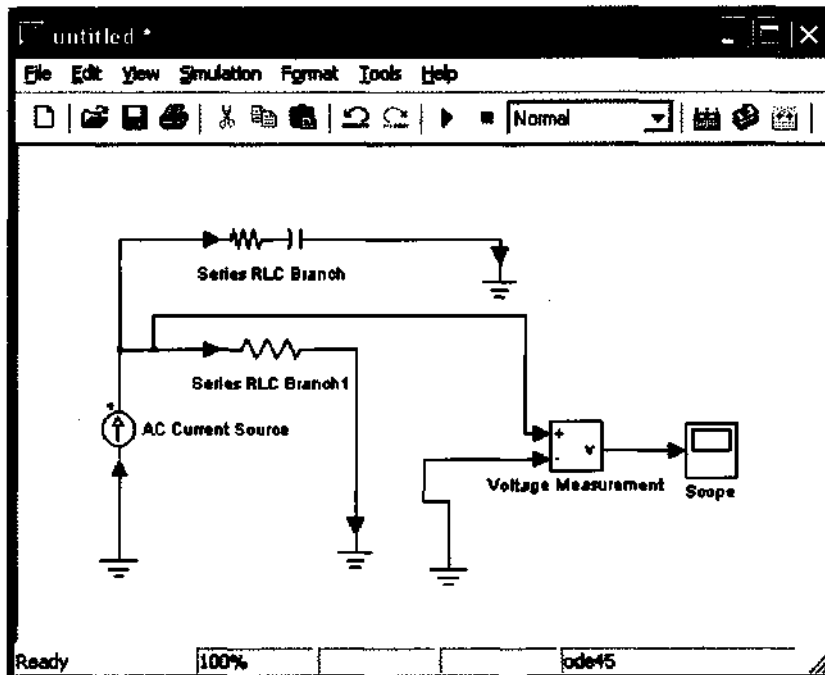 untitled *
File Edit View Simulation Format Tools Help
Normal
Series RLC Branch
Series RLC Branch1
+
AC Current Source
+
-
v
Voltage Measurement
Scope
Ready 100% ode45